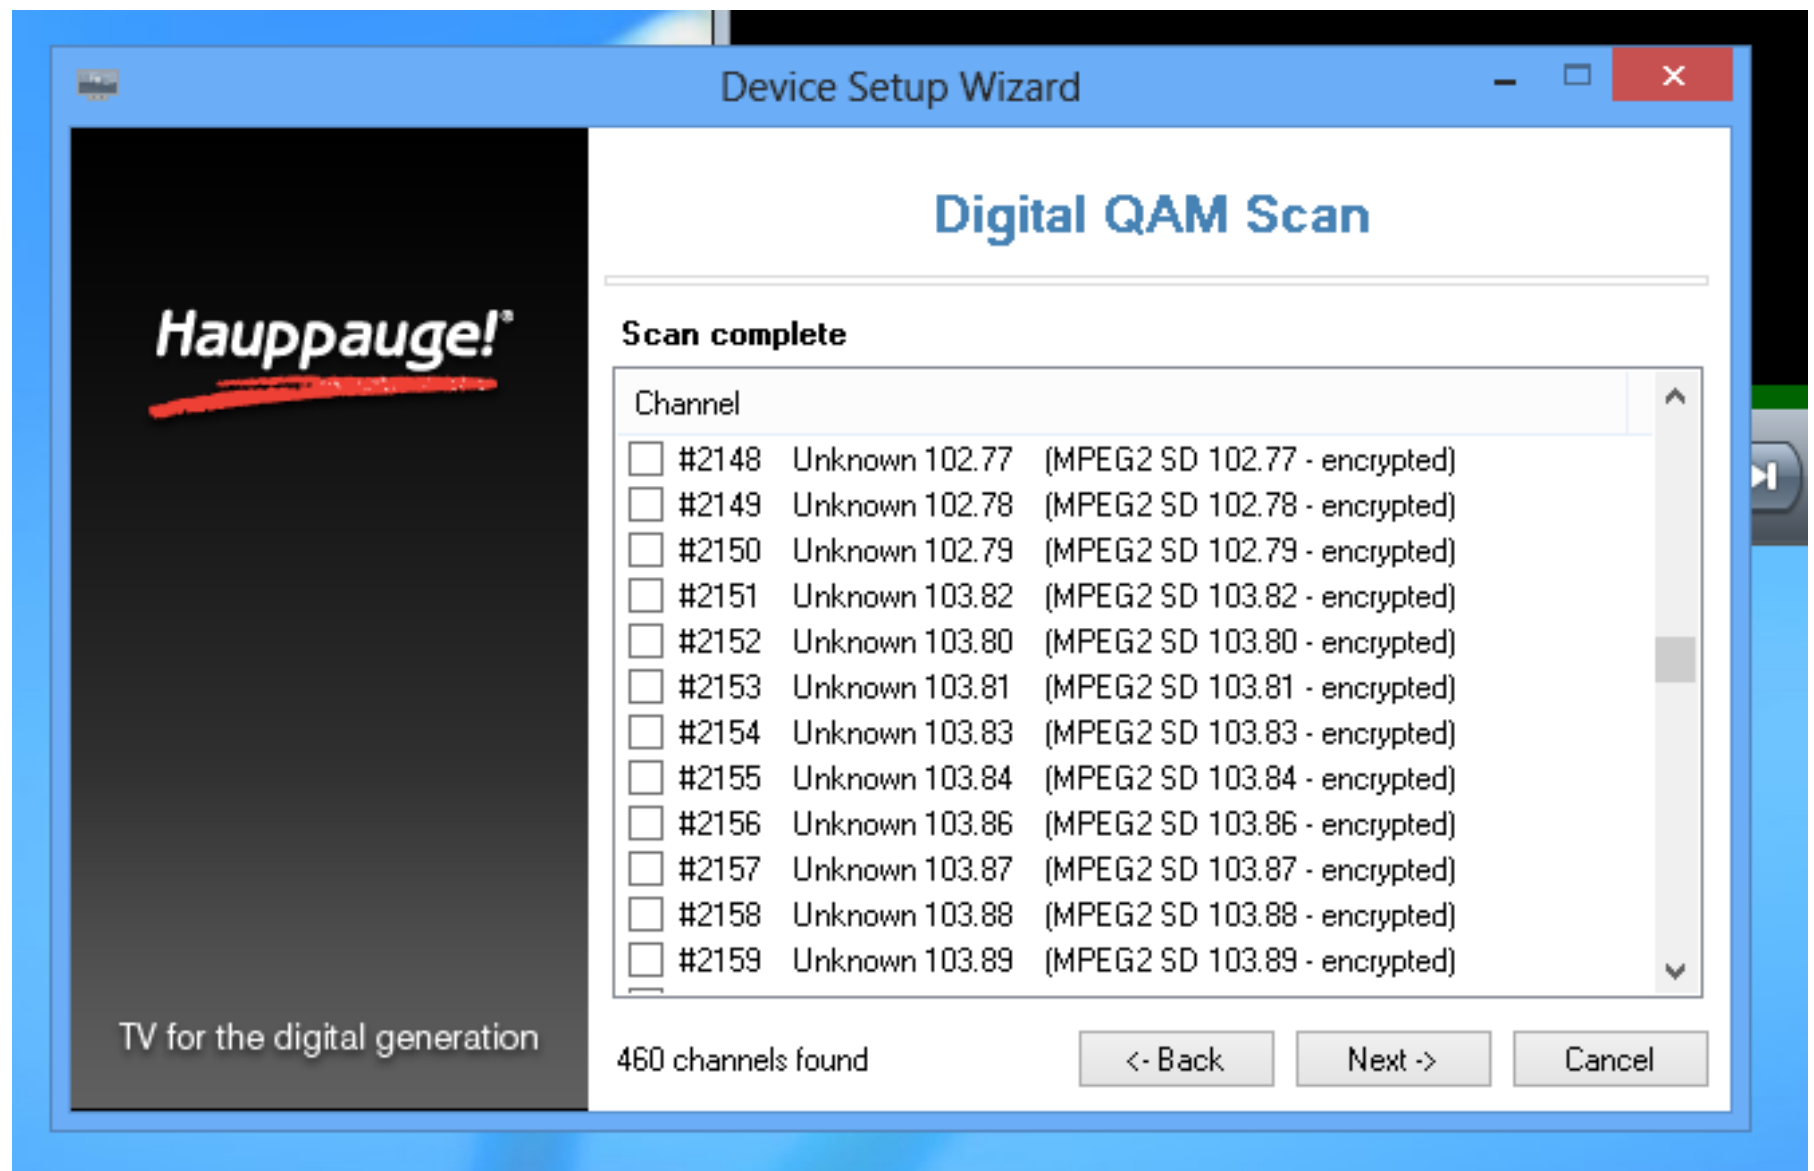 Device Setup Wizard
Hauppauge!®
TV for the digital generation
Digital QAM Scan
Scan complete
Channel
#2148 Unknown 102.77 (MPEG2 SD 102.77 - encrypted)
#2149 Unknown 102.78 (MPEG2 SD 102.78 - encrypted)
#2150 Unknown 102.79 (MPEG2 SD 102.79 - encrypted)
#2151 Unknown 103.82 (MPEG2 SD 103.82 - encrypted)
#2152 Unknown 103.80 (MPEG2 SD 103.80 - encrypted)
#2153 Unknown 103.81 (MPEG2 SD 103.81 - encrypted)
#2154 Unknown 103.83 (MPEG2 SD 103.83 - encrypted)
#2155 Unknown 103.84 (MPEG2 SD 103.84 - encrypted)
#2156 Unknown 103.86 (MPEG2 SD 103.86 - encrypted)
#2157 Unknown 103.87 (MPEG2 SD 103.87 - encrypted)
#2158 Unknown 103.88 (MPEG2 SD 103.88 - encrypted)
#2159 Unknown 103.89 (MPEG2 SD 103.89 - encrypted)
460 channels found
<- Back
Next ->
Cancel